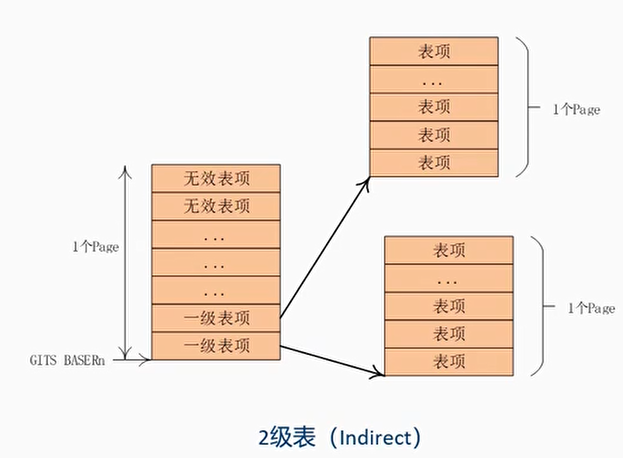 无效表项
无效表项
...
...
...
一级表项
一级表项
1个Page
GITS BASERn
表项
...
表项
表项
表项
1个Page
表项
...
表项
表项
表项
1个Page
2级表（Indirect）